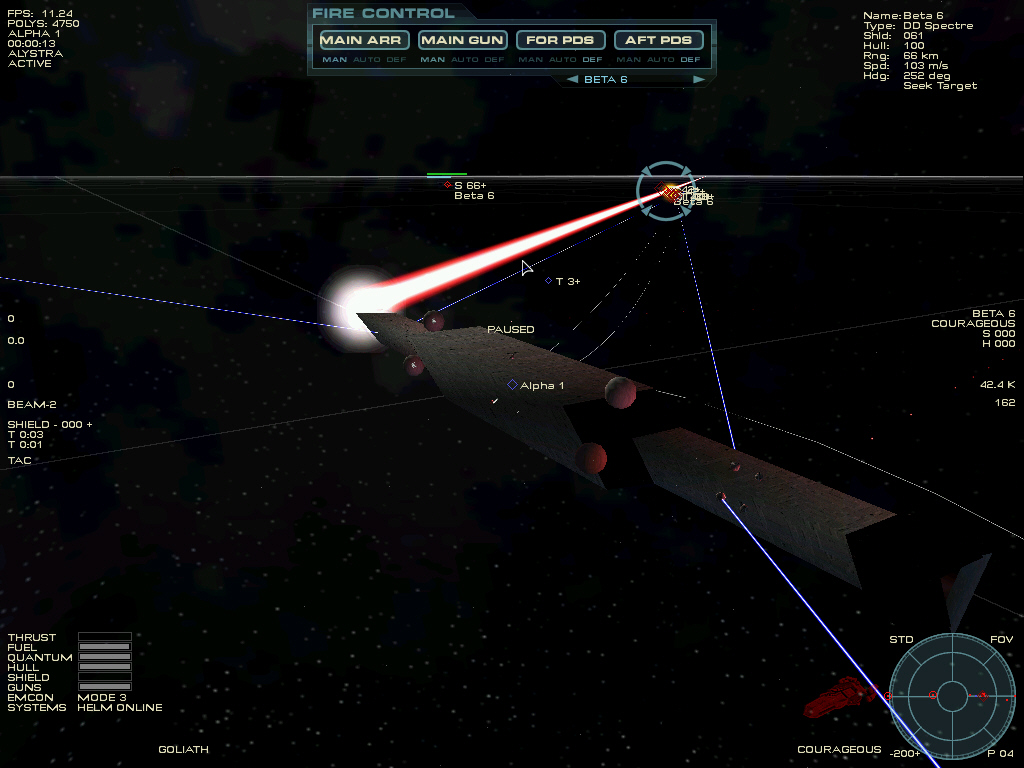 FPS: 11.24
POLYS: 4750
ALPHA 1
00:00:13
ALYSTRA
ACTIVE
FIRE CONTROL
MAIN ARR MAIN GUN FOR PDS AFT PDS
MAN AUTO DEF MAN AUTO DEF MAN AUTO DEF MAN AUTO DEF
BETA 6
Name: Beta 6
Type: DD Spectre
Shld: 061
Hull: 100
Rng: 66 km
Spd: 103 m/s
Hdg: 252 deg
Seek Target
S 66+
Beta 6
Beta 6
T 3+
PAUSED
Alpha 1
0
0.0
0
BEAM-2
SHIELD - 000 +
T 0:03
T 0:01
TAC
BETA 6
COURAGEOUS
S 000
H 000
42.4 K
162
THRUST
FUEL
QUANTUM
HULL
SHIELD
GUNS
EMCON MODE 3
SYSTEMS HELM ONLINE
GOLIATH
STD FOV
COURAGEOUS -200+ P 04